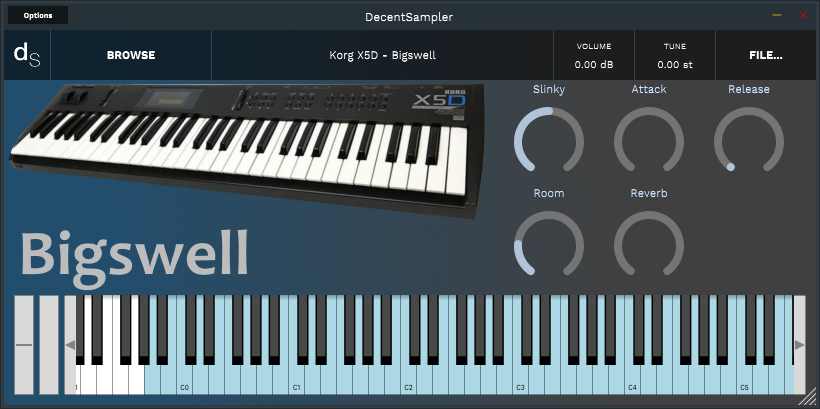 DecentSampler
Options
dS
BROWSE
Korg X5D - Bigswell
VOLUME
0.00 dB
TUNE
0.00 st
FILE...
KORG
X5D
Slinky
Attack
Release
Room
Reverb
Bigswell
C0
C1
C2
C3
C4
C5